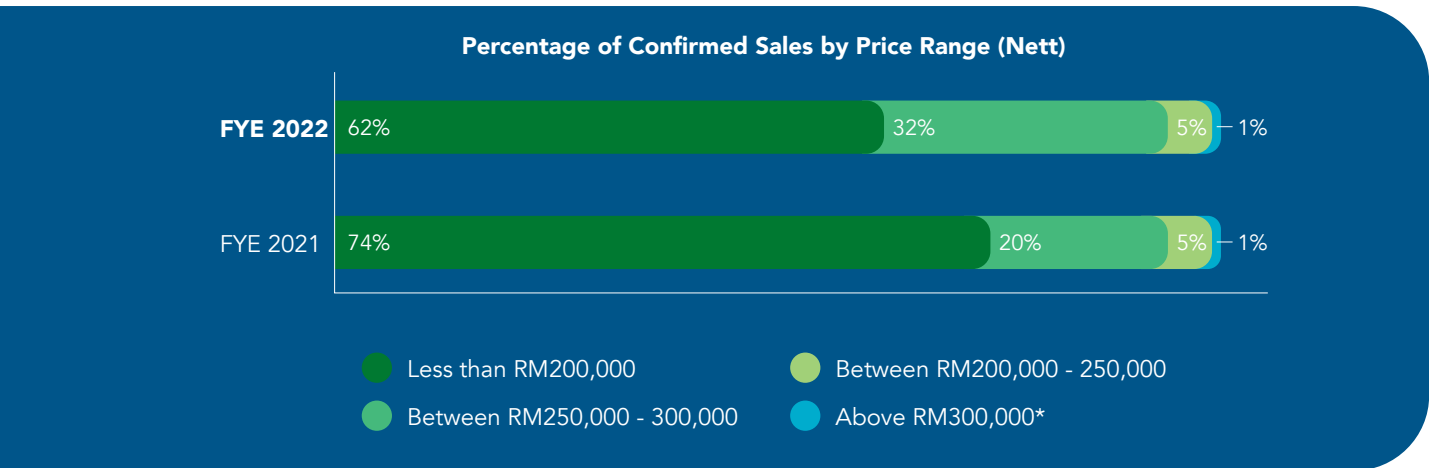 Percentage of Confirmed Sales by Price Range (Nett)
FYE 2022 62% 32% 5% 1%
FYE 2021 74% 20% 5% 1%
Less than RM200,000
Between RM200,000 - 250,000
Between RM250,000 - 300,000
Above RM300,000*